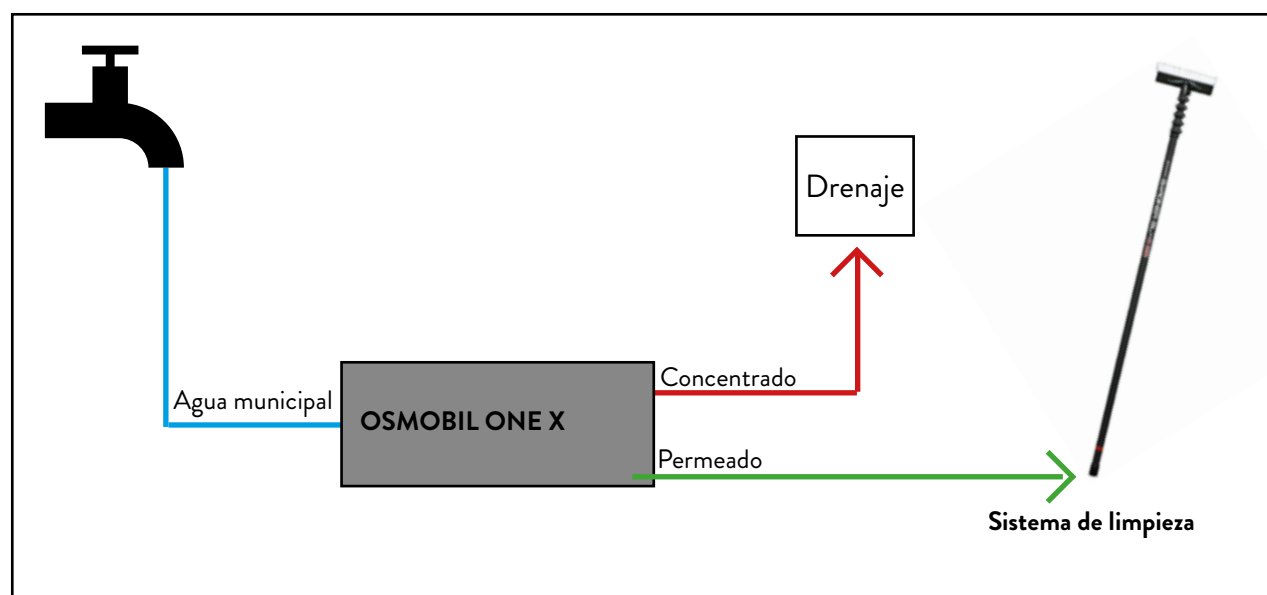 Drenaje
Agua municipal
OSMOBIL ONE X
Concentrado
Permeado
Sistema de limpieza